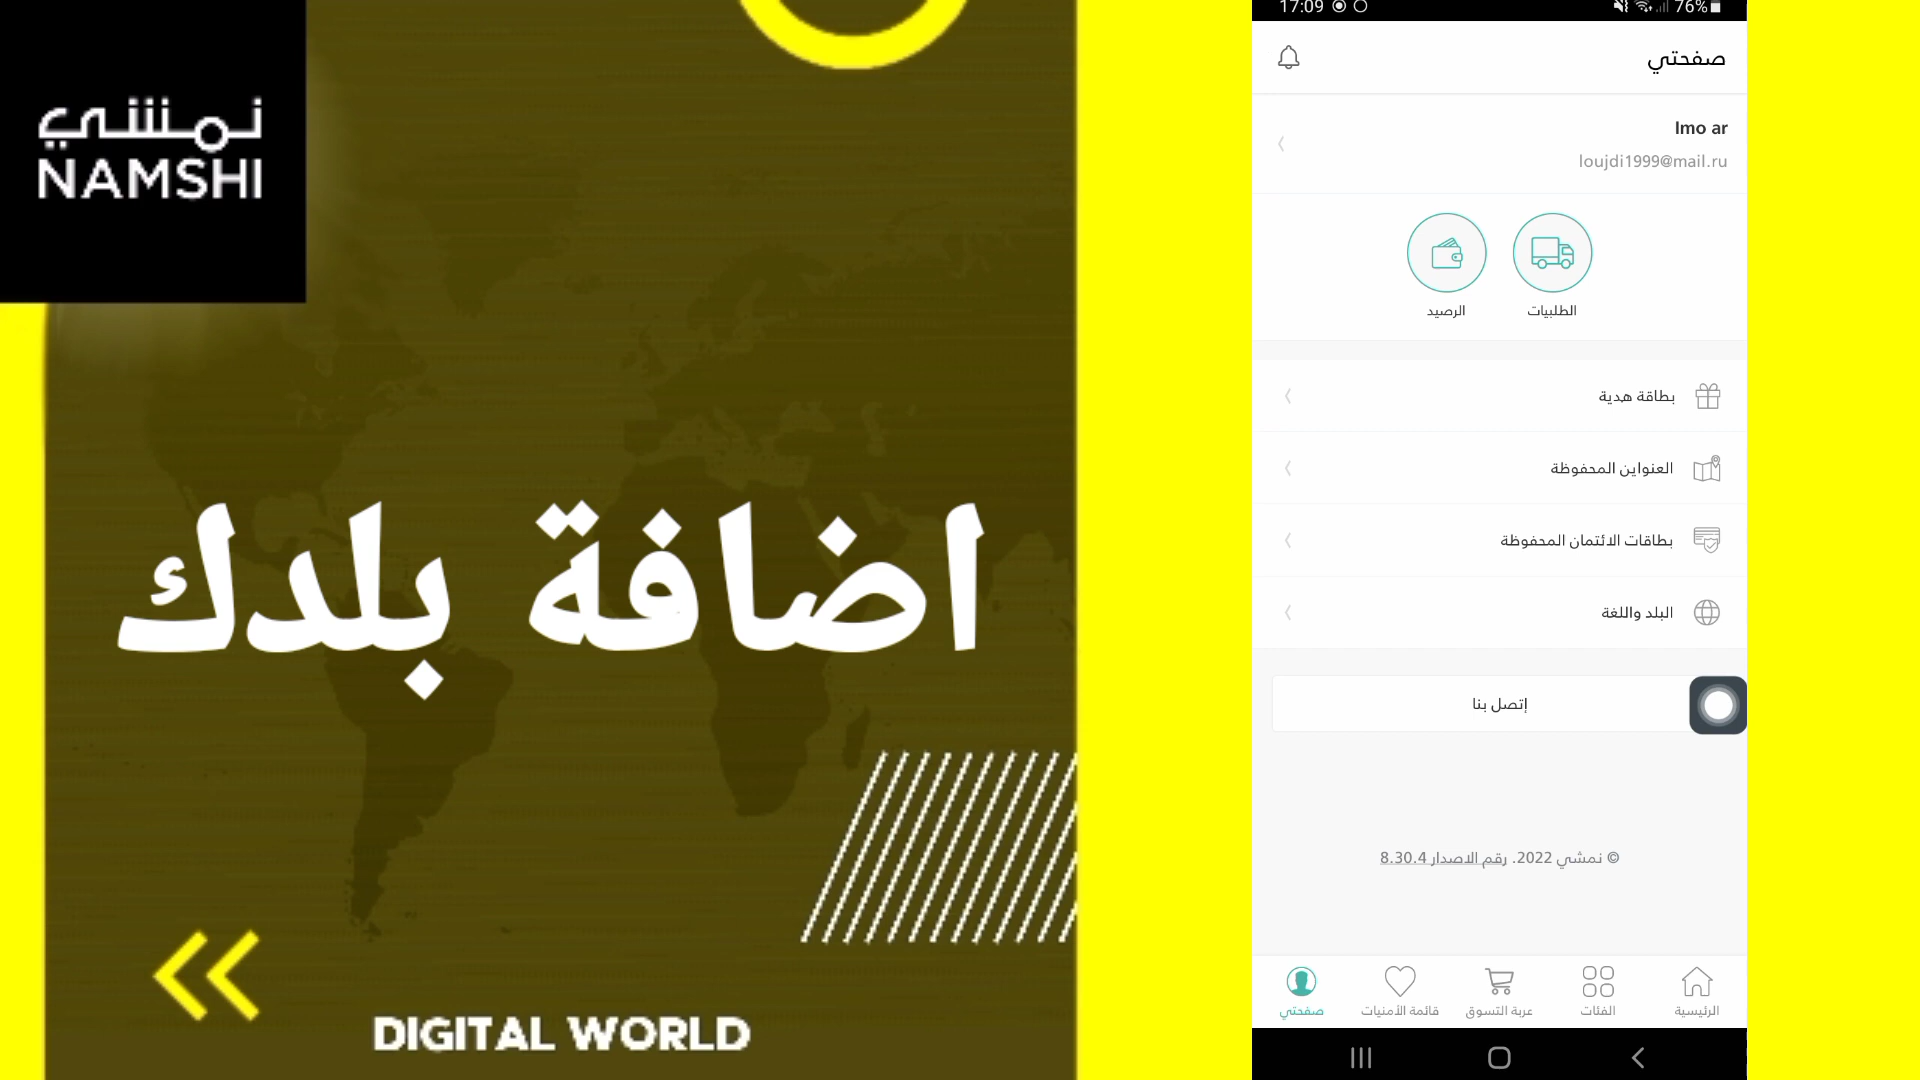 نمشي
NAMSHI
اضافة بلدك
DIGITAL WORLD
17:09
76%
صفحتي
Imo ar
loujdi1999@mail.ru
الطلبيات
الرصيد
بطاقة هدية
العنواين المحفوظة
بطاقات الائتمان المحفوظة
البلد واللغة
إتصل بنا
© نمشي 2022. رقم الاصدار 8.30.4
الرئيسية
الفئات
عربة التسوق
قائمة الأمنيات
صفحتي